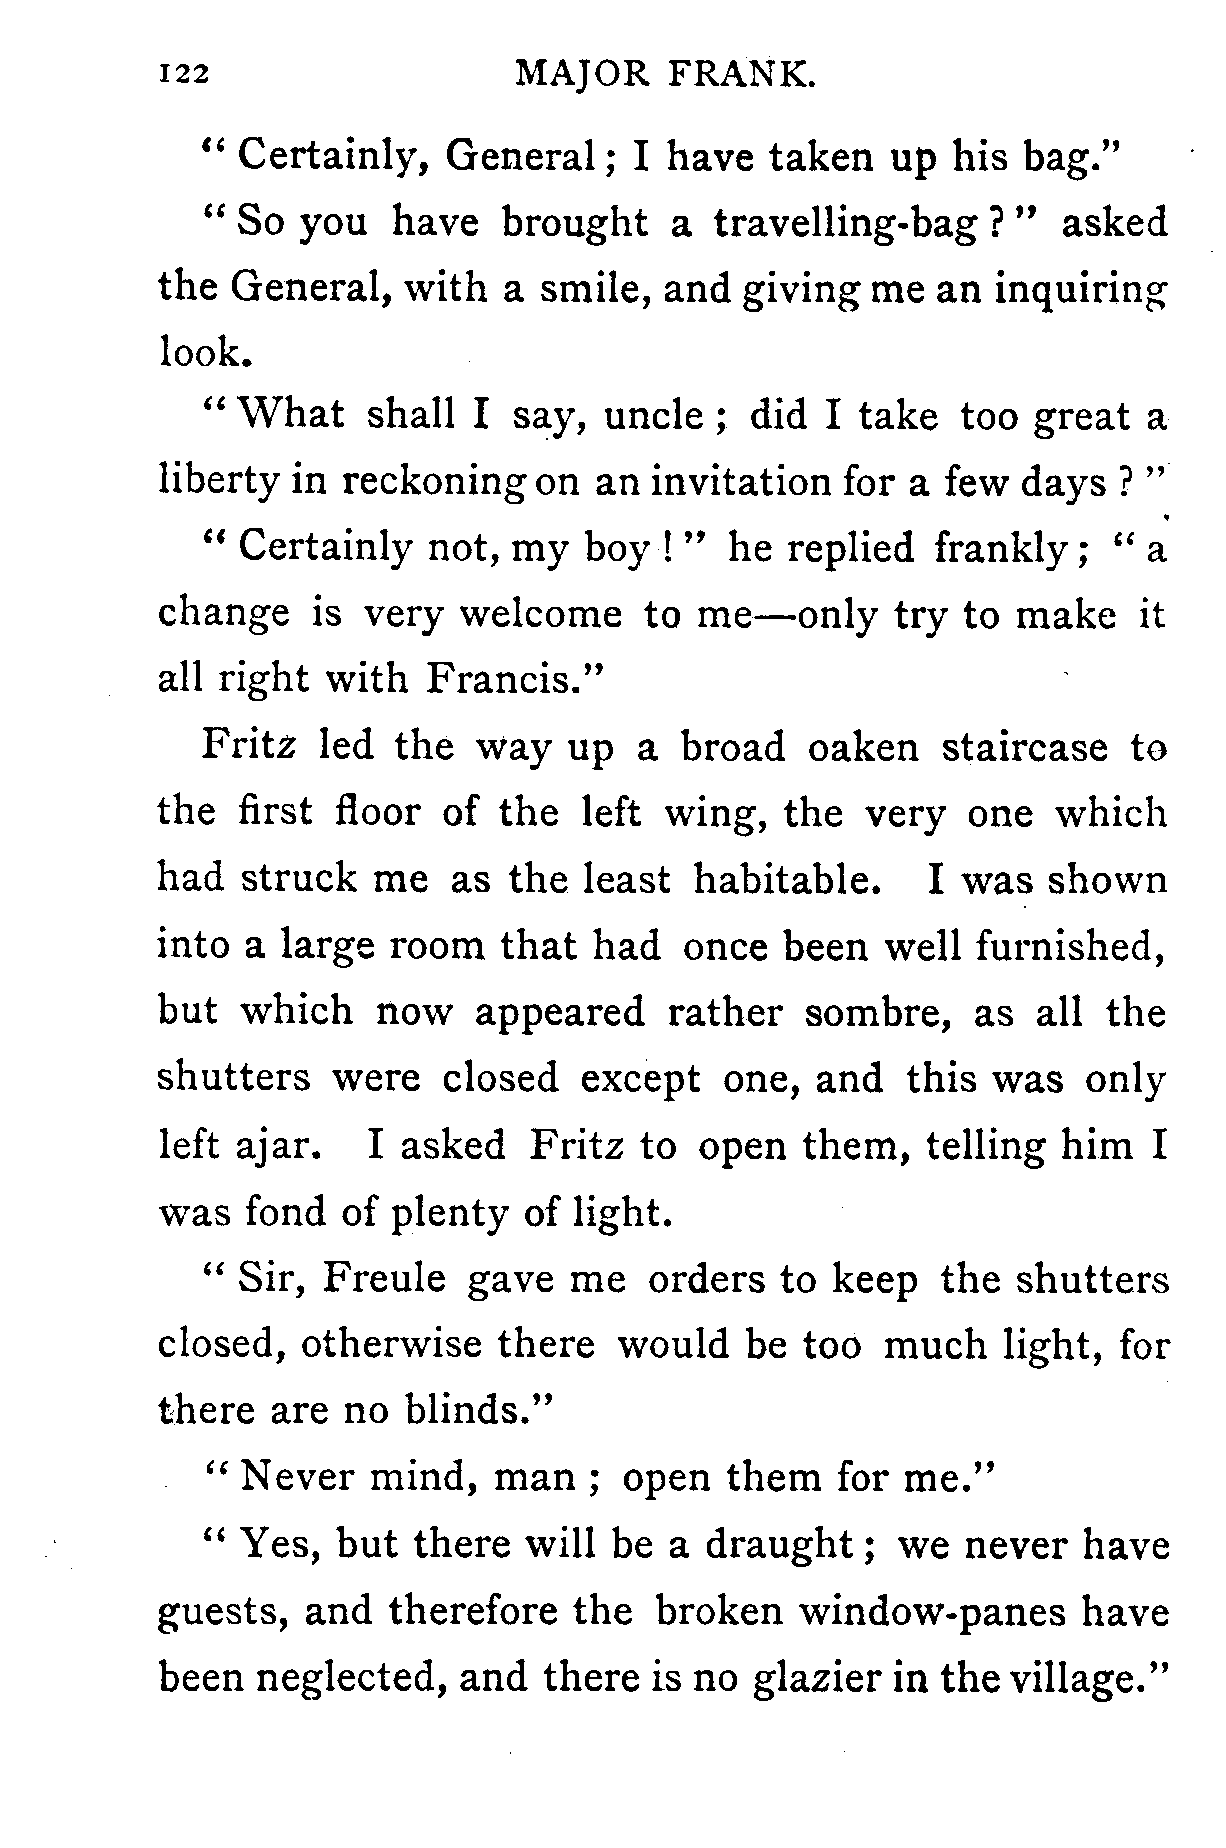 122 MAJOR FRANK.
“ Certainly, General ; I have taken up his bag.”
“ So you have brought a travelling-bag ? ” asked
the General, with a smile, and giving me an inquiring
look.
“ What shall I say, uncle ; did I take too great a
liberty in reckoning on an invitation for a few days ? ”
“ Certainly not, my boy ! ” he replied frankly ; “ a
change is very welcome to me—only try to make it
all right with Francis.”
Fritz led the way up a broad oaken staircase to
the first floor of the left wing, the very one which
had struck me as the least habitable. I was shown
into a large room that had once been well furnished,
but which now appeared rather sombre, as all the
shutters were closed except one, and this was only
left ajar. I asked Fritz to open them, telling him I
was fond of plenty of light.
“ Sir, Freule gave me orders to keep the shutters
closed, otherwise there would be too much light, for
there are no blinds.”
“ Never mind, man ; open them for me.”
“ Yes, but there will be a draught ; we never have
guests, and therefore the broken window-panes have
been neglected, and there is no glazier in the village.”